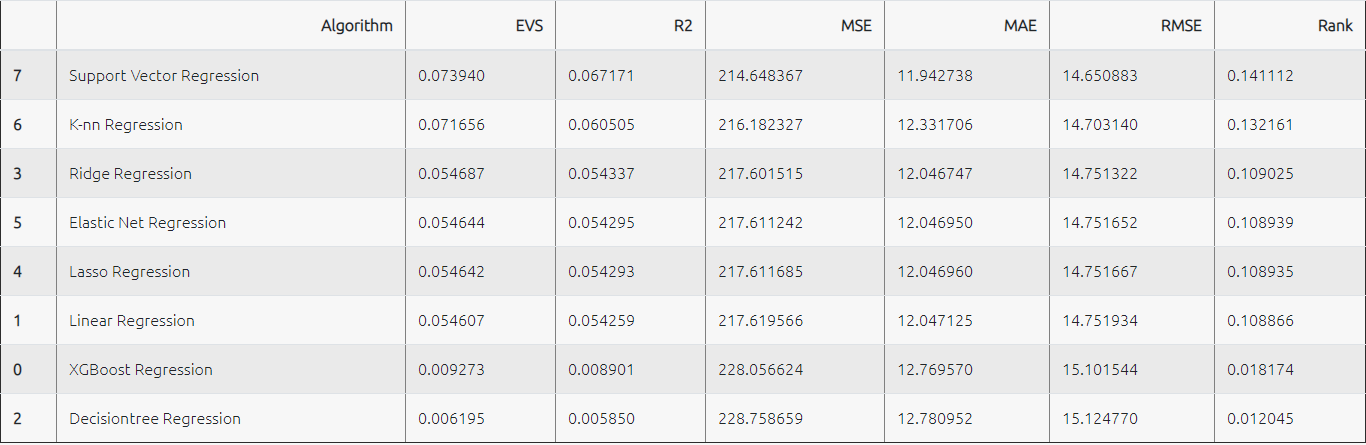 Algorithm EVS R2 MSE MAE RMSE Rank
7 Support Vector Regression 0.073940 0.067171 214.648367 11.942738 14.650883 0.141112
6 K-nn Regression 0.071656 0.060505 216.182327 12.331706 14.703140 0.132161
3 Ridge Regression 0.054687 0.054337 217.601515 12.046747 14.751322 0.109025
5 Elastic Net Regression 0.054644 0.054295 217.611242 12.046950 14.751652 0.108939
4 Lasso Regression 0.054642 0.054293 217.611685 12.046960 14.751667 0.108935
1 Linear Regression 0.054607 0.054259 217.619566 12.047125 14.751934 0.108866
0 XGBoost Regression 0.009273 0.008901 228.056624 12.769570 15.101544 0.018174
2 Decisiontree Regression 0.006195 0.005850 228.758659 12.780952 15.124770 0.012045